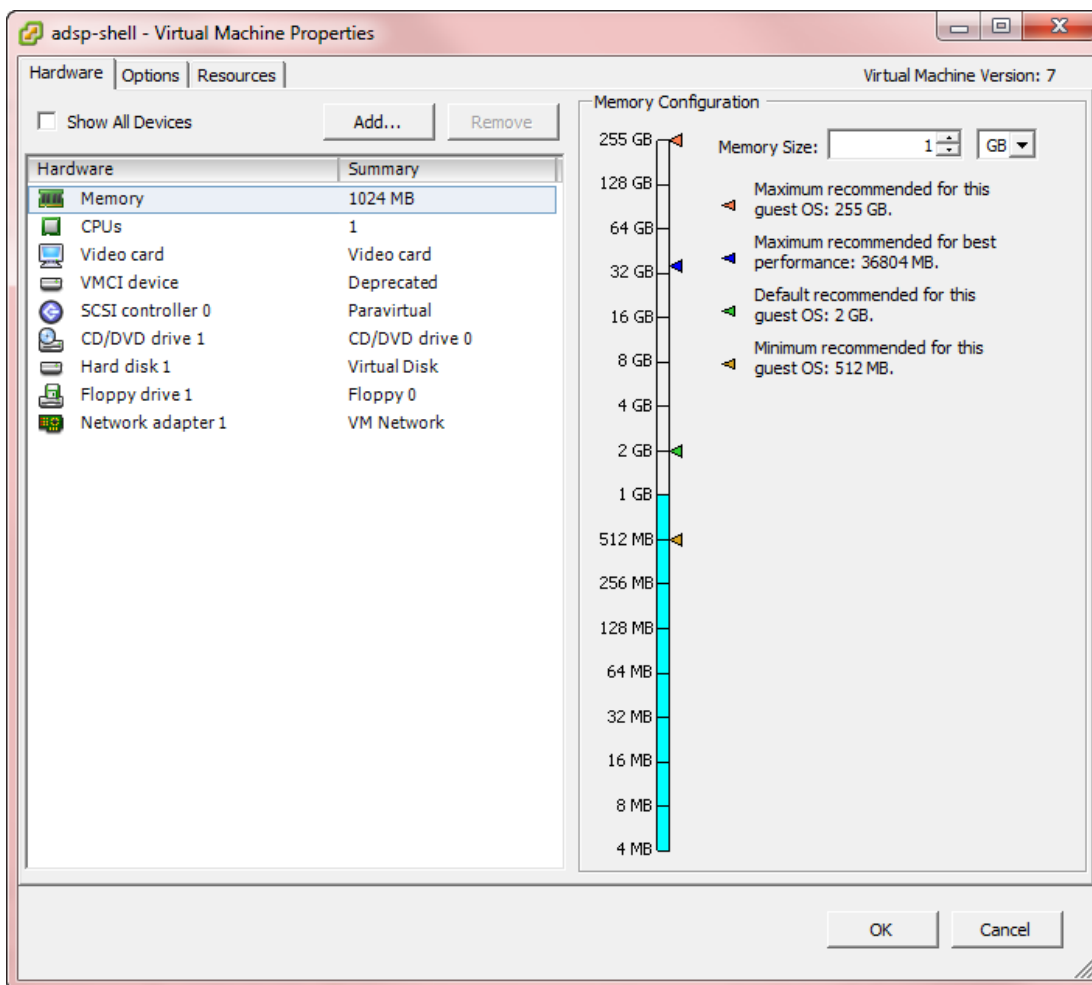 adsp-shell - Virtual Machine Properties
Hardware Options Resources
Virtual Machine Version: 7
Show All Devices
Add...
Remove
Hardware Summary
Memory 1024 MB
CPUs 1
Video card Video card
VMCI device Deprecated
SCSI controller 0 Paravirtual
CD/DVD drive 1 CD/DVD drive 0
Hard disk 1 Virtual Disk
Floppy drive 1 Floppy 0
Network adapter 1 VM Network
Memory Configuration
255 GB
128 GB
64 GB
32 GB
16 GB
8 GB
4 GB
2 GB
1 GB
512 MB
256 MB
128 MB
64 MB
32 MB
16 MB
8 MB
4 MB
Memory Size: 1 GB
Maximum recommended for this
guest OS: 255 GB.
Maximum recommended for best
performance: 36804 MB.
Default recommended for this
guest OS: 2 GB.
Minimum recommended for this
guest OS: 512 MB.
OK
Cancel